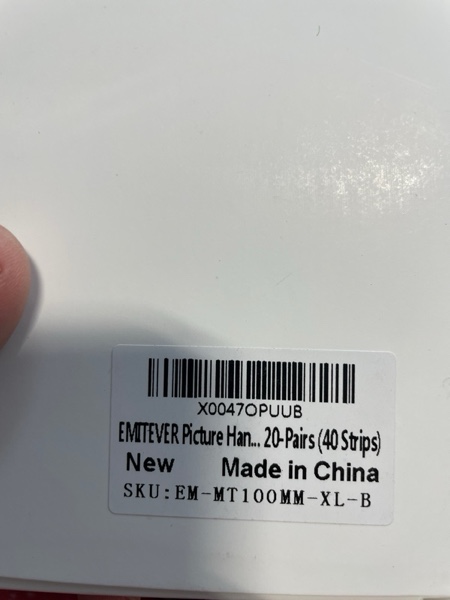 X0047OPUUB
EMITEVER Picture Han... 20-Pairs (40 Strips)
New Made in China
SKU:EM-MT100MM-XL-B